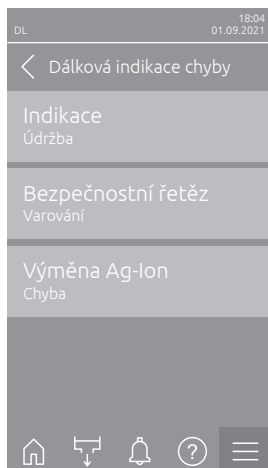 18:04
DL 01.09.2021
Dálková indikace chyby
Indikace
Údržba
Bezpečnostní řetěz
Varování
Výměna Ag-Ion
Chyba
?